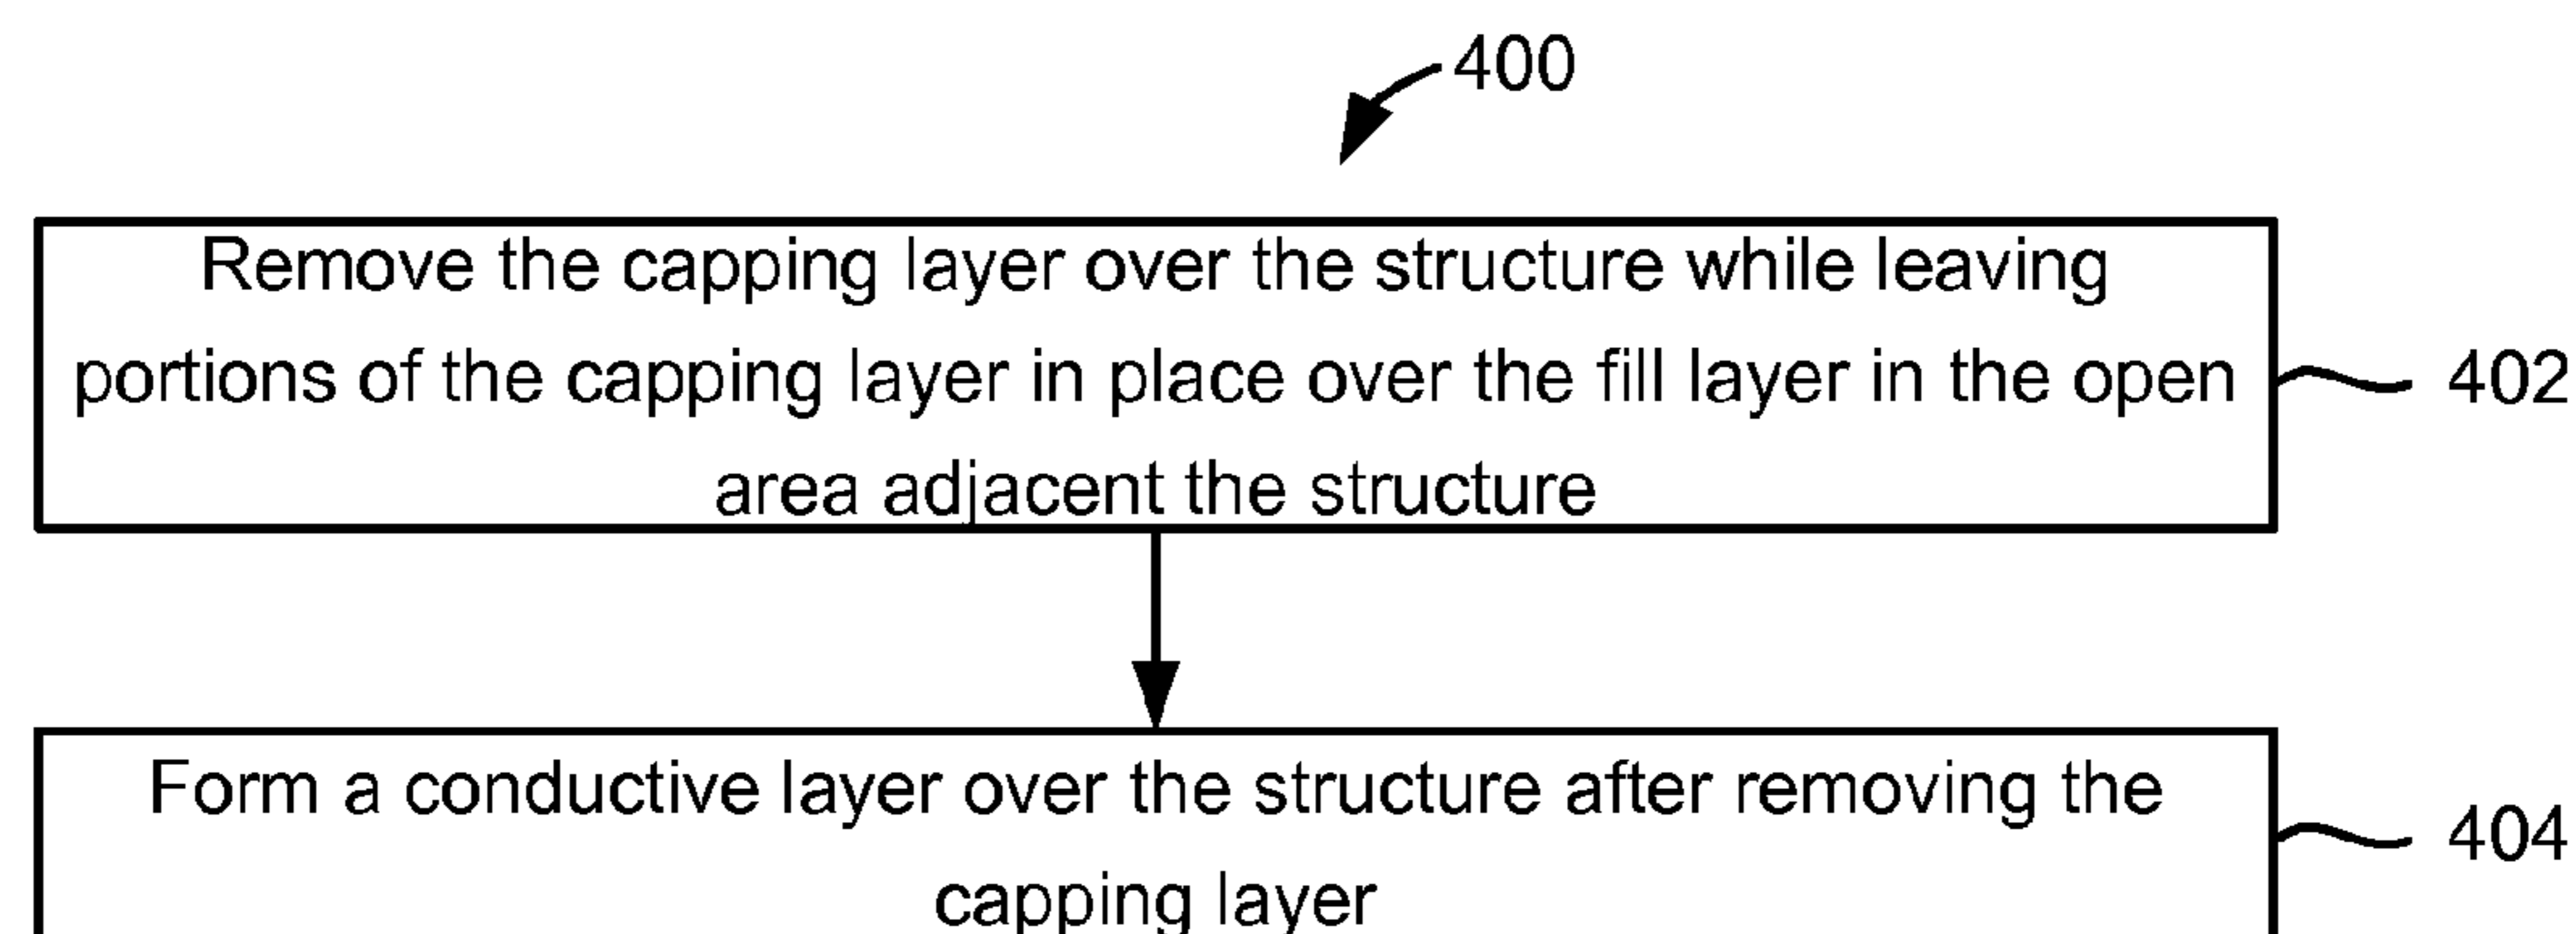 400
Remove the capping layer over the structure while leaving
portions of the capping layer in place over the fill layer in the open
area adjacent the structure
402
Form a conductive layer over the structure after removing the
capping layer
404